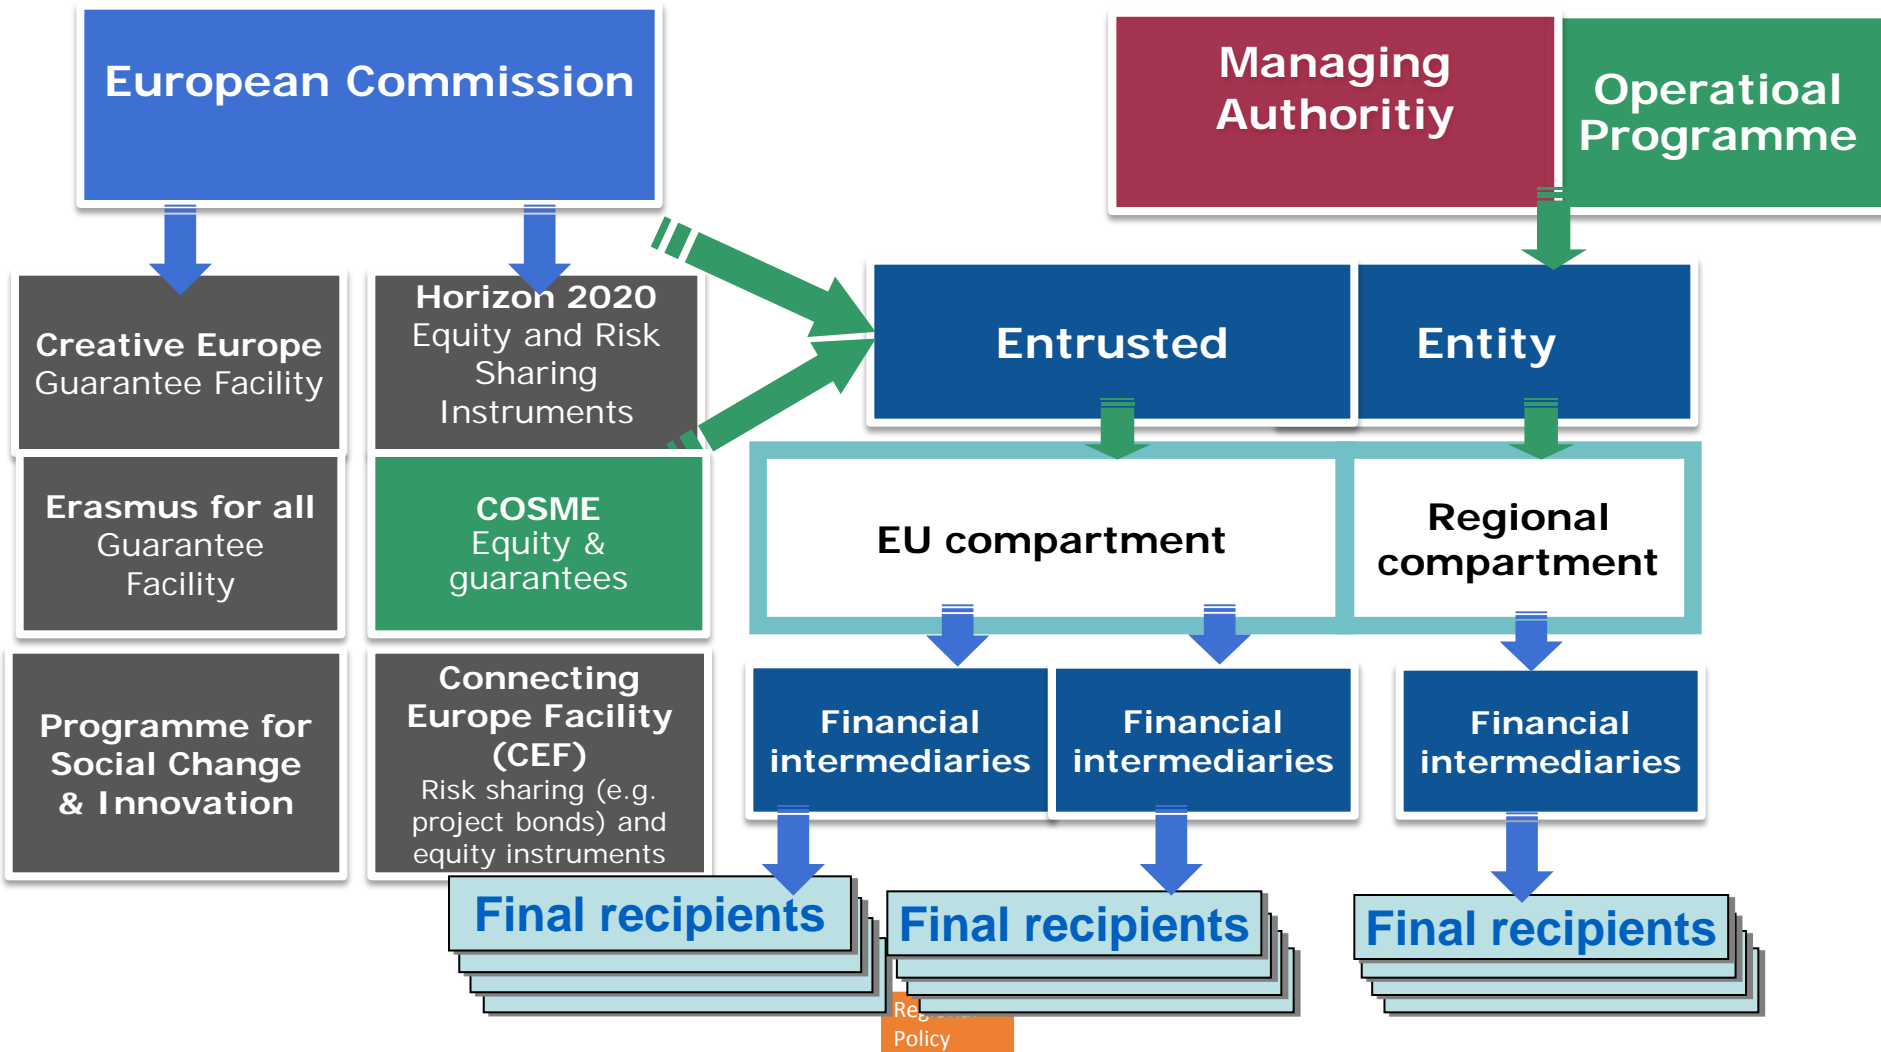 European Commission
Managing
Authoritiy
Operatioal
Programme
Creative Europe
Guarantee Facility
Horizon 2020
Equity and Risk
Sharing
Instruments
Entrusted
Entity
Erasmus for all
Guarantee
Facility
COSME
Equity &
guarantees
EU compartment
Regional
compartment
Programme for
Social Change
& Innovation
Connecting
Europe Facility
(CEF)
Risk sharing (e.g.
project bonds) and
equity instruments
Financial
intermediaries
Financial
intermediaries
Financial
intermediaries
Final recipients
Final recipients
Final recipients
Regional
Policy